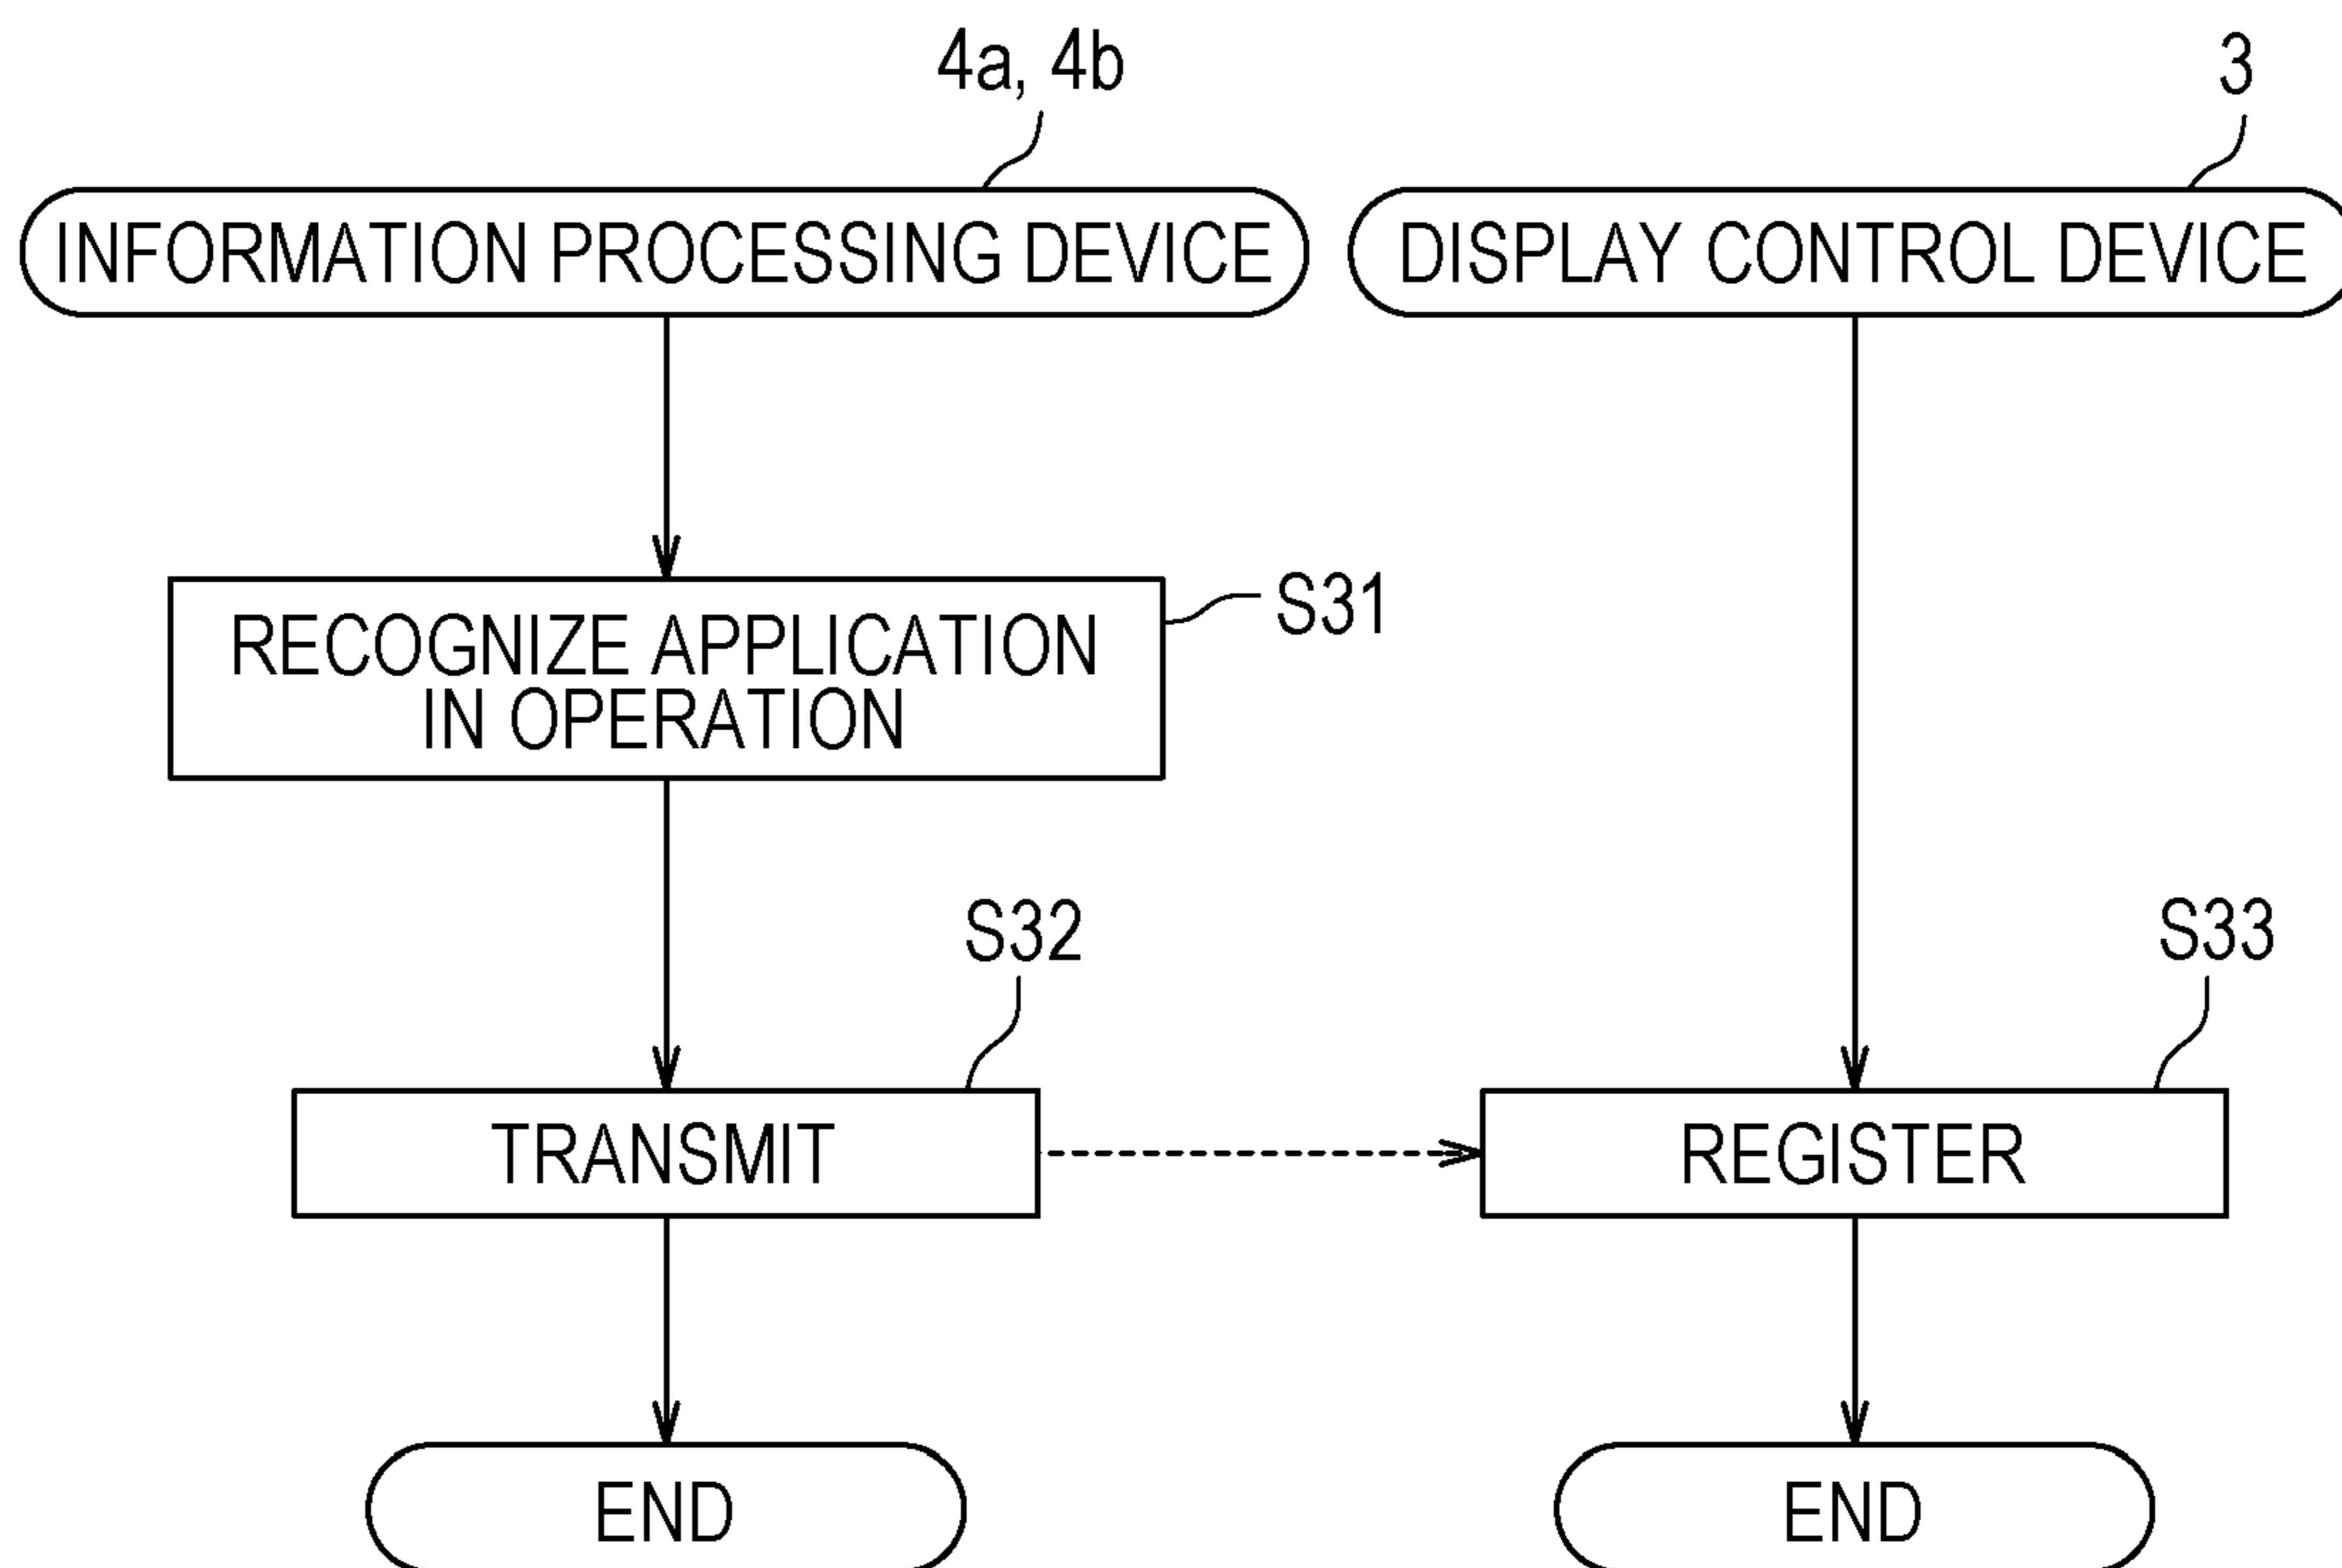 4a, 4b
3
INFORMATION PROCESSING DEVICE
DISPLAY CONTROL DEVICE
RECOGNIZE APPLICATION
IN OPERATION
S31
S32
S33
TRANSMIT
REGISTER
END
END